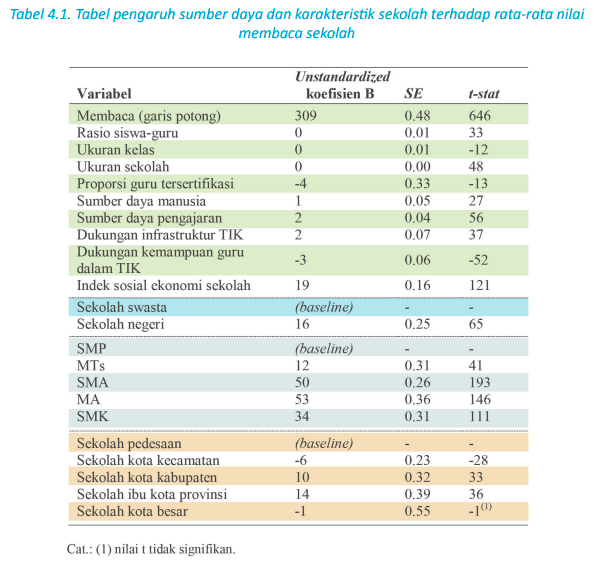 Tabel 4.1. Tabel pengaruh sumber daya dan karakteristik sekolah terhadap rata-rata nilai
membaca sekolah
Variabel Unstandardized koefisien B SE t-stat
Membaca (garis potong) 309 0.48 646
Rasio siswa-guru 0 0.01 33
Ukuran kelas 0 0.01 -12
Ukuran sekolah 0 0.00 48
Proporsi guru tersertifikasi -4 0.33 -13
Sumber daya manusia 1 0.05 27
Sumber daya pengajaran 2 0.04 56
Dukungan infrastruktur TIK 2 0.07 37
Dukungan kemampuan guru
dalam TIK -3 0.06 -52
Indek sosial ekonomi sekolah 19 0.16 121
Sekolah swasta (baseline) - -
Sekolah negeri 16 0.25 65
SMP (baseline) - -
MTs 12 0.31 41
SMA 50 0.26 193
MA 53 0.36 146
SMK 34 0.31 111
Sekolah pedesaan (baseline) - -
Sekolah kota kecamatan -6 0.23 -28
Sekolah kota kabupaten 10 0.32 33
Sekolah ibu kota provinsi 14 0.39 36
Sekolah kota besar -1 0.55 -1(1)
Cat.: (1) nilai t tidak signifikan.